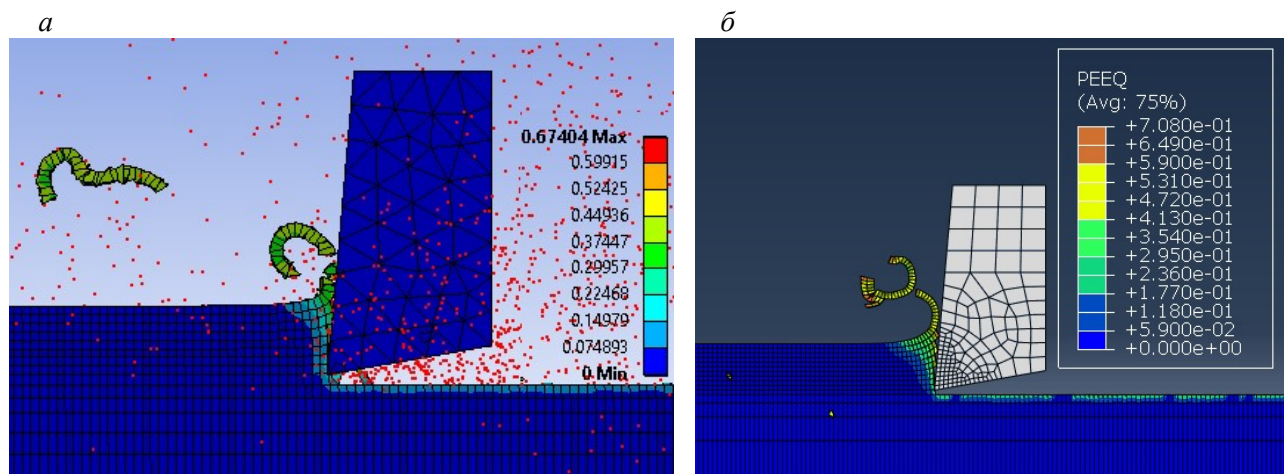 а
б
0.67404 Max
0.59915
0.52425
0.44936
0.37447
0.29957
0.22468
0.14979
0.074893
0 Min
PEEQ
(Avg: 75%)
+7.080e-01
+6.490e-01
+5.900e-01
+5.310e-01
+4.720e-01
+4.130e-01
+3.540e-01
+2.950e-01
+2.360e-01
+1.770e-01
+1.180e-01
+5.900e-02
+0.000e+00